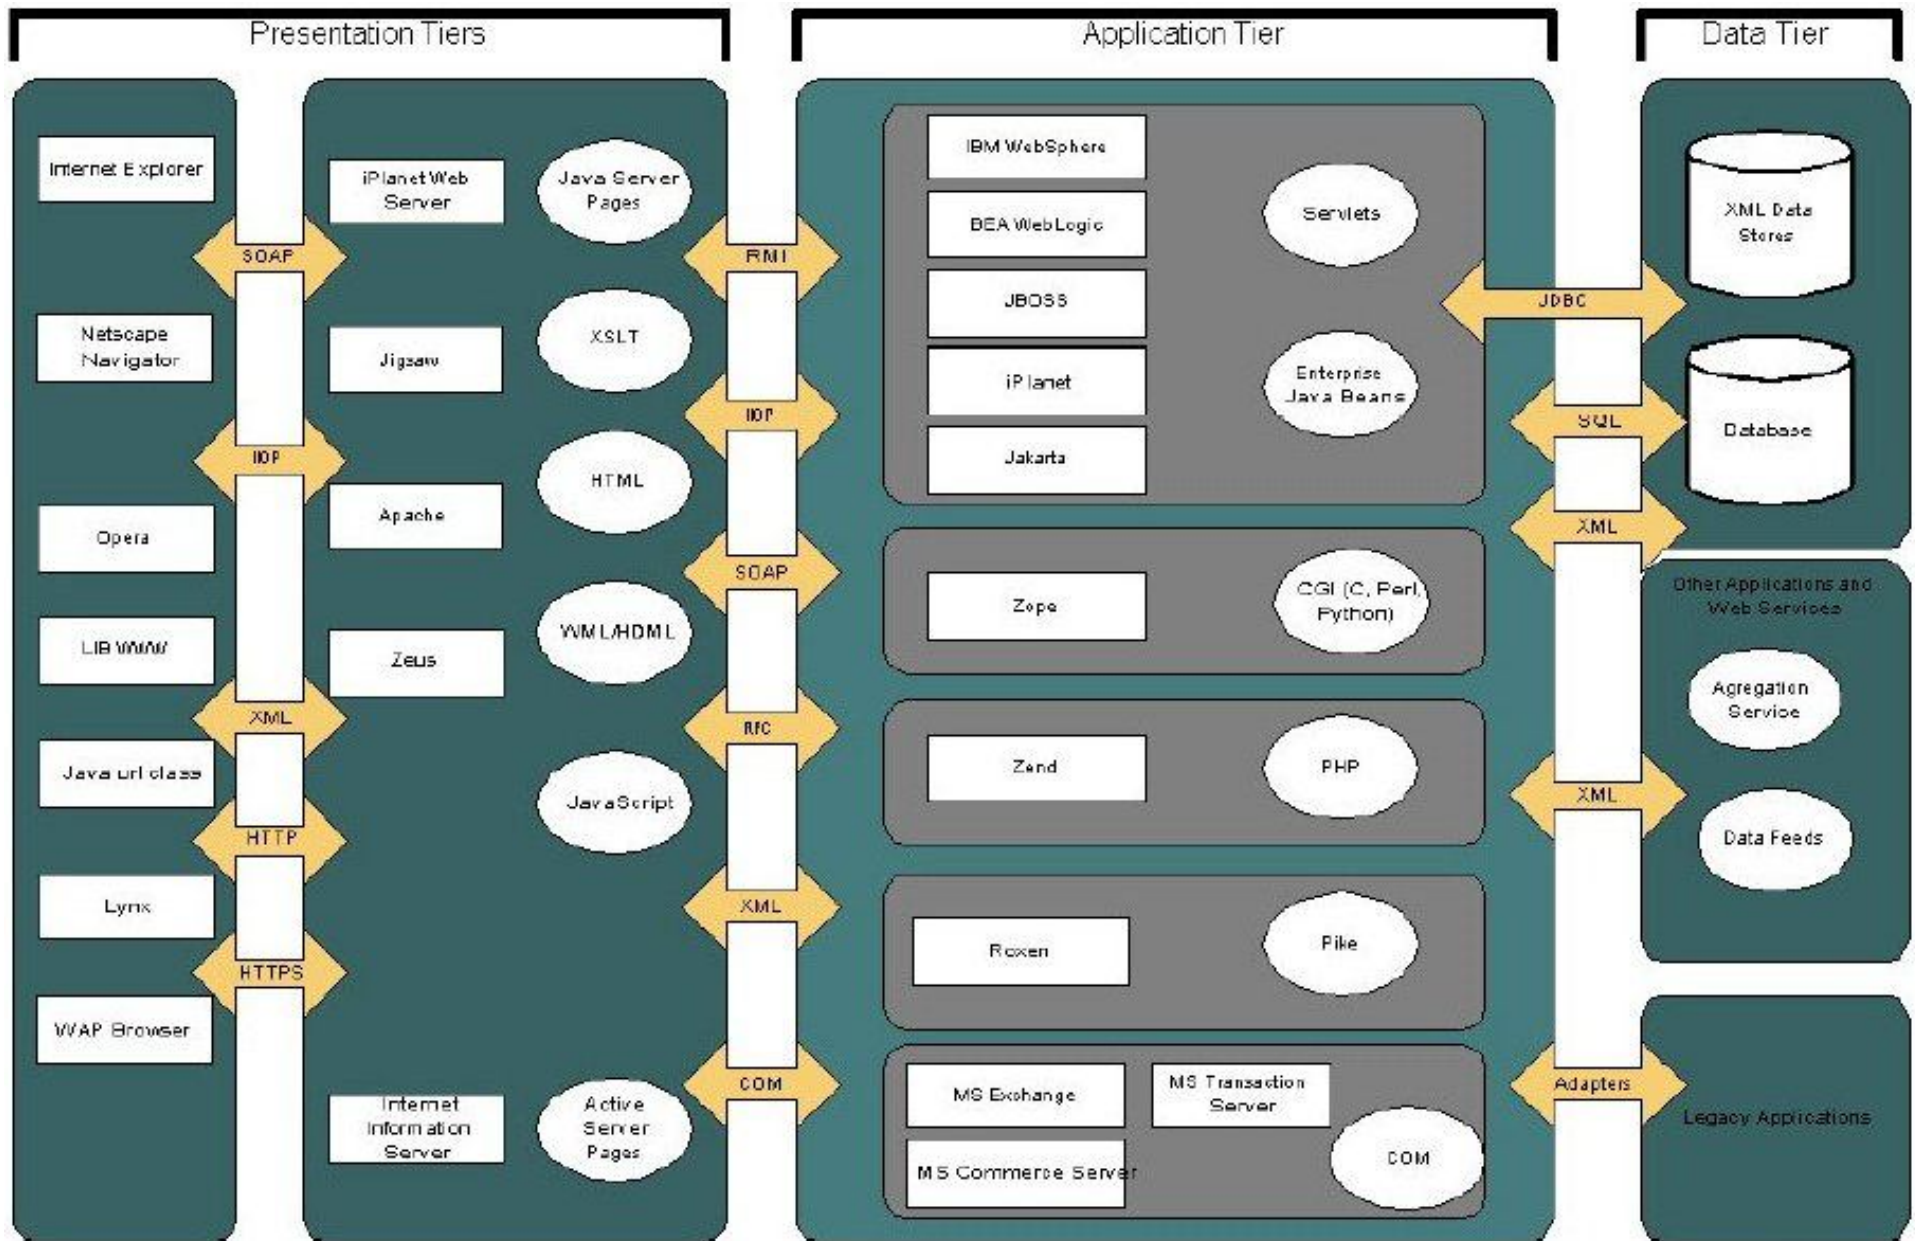 Presentation Tiers
Application Tier
Data Tier
Internet Explorer
Netscape
Navigator
Opera
LIB WWW
Java url class
Lynx
WAP Browser
SOAP
IIOP
XML
HTTP
HTTPS
iPlanet Web
Server
Jigsaw
Apache
Zeus
Internet
Information
Server
Java Server
Pages
XSLT
HTML
WML/HDML
JavaScript
Active
Server
Pages
RMI
IIOP
SOAP
RPC
XML
COM
IBM WebSphere
BEA WebLogic
JBOSS
iPlanet
Jakarta
Servlets
Enterprise
Java Beans
Zope
CGI (C, Perl,
Python)
Zend
PHP
Roxen
Pike
MS Exchange
MS Transaction
Server
MS Commerce Server
COM
JDBC
SQL
XML
XML
Adapters
XML Data
Stores
Database
Other Applications and
Web Services
Agregation
Service
Data Feeds
Legacy Applications